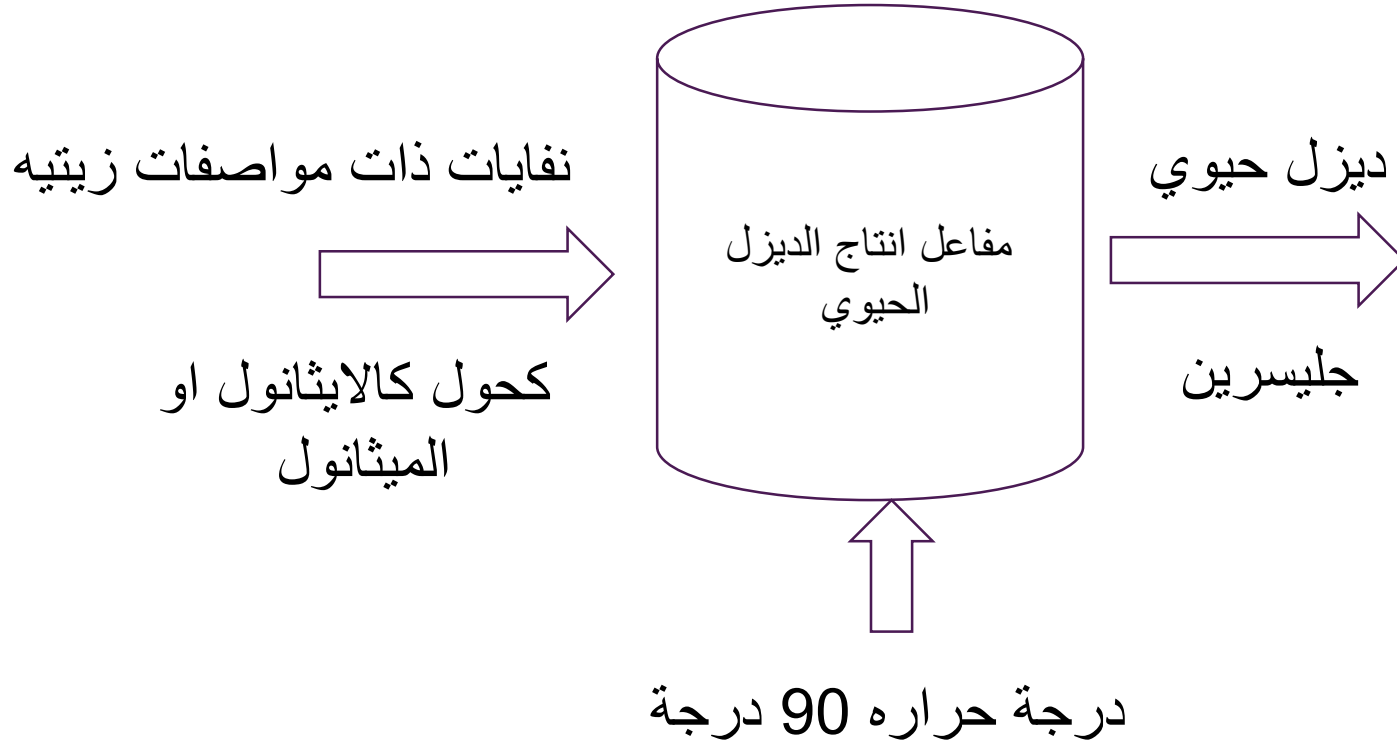 نفايات ذات مواصفات زيتيه
كحول كالايثانول او
الميثانول
مفاعل انتاج الديزل
الحيوي
ديزل حيوي
جليسرين
درجة حراره 90 درجة